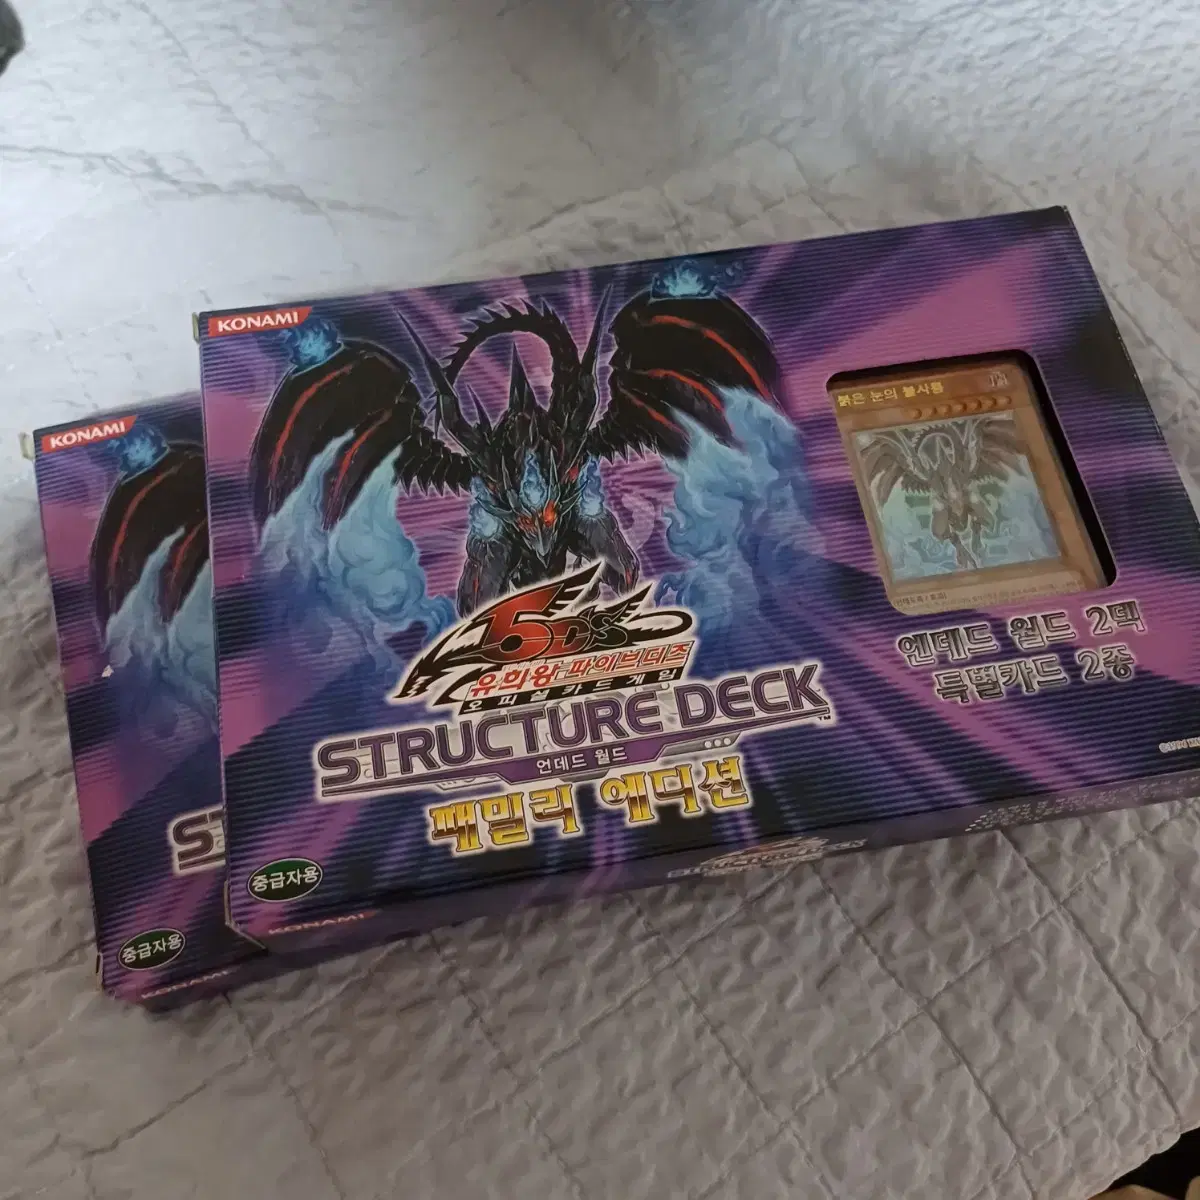 KONAMI
KONAMI
붉은 눈의 불사룡
5D's
유희왕 파이브디즈
오피셜카드게임
STRUCTURE DECK
TM
언데드 월드
패밀리 에디션
엔데드 월드 2덱
특별카드 2종
중급자용
KONAMI
ST
중급자용
KONAMI